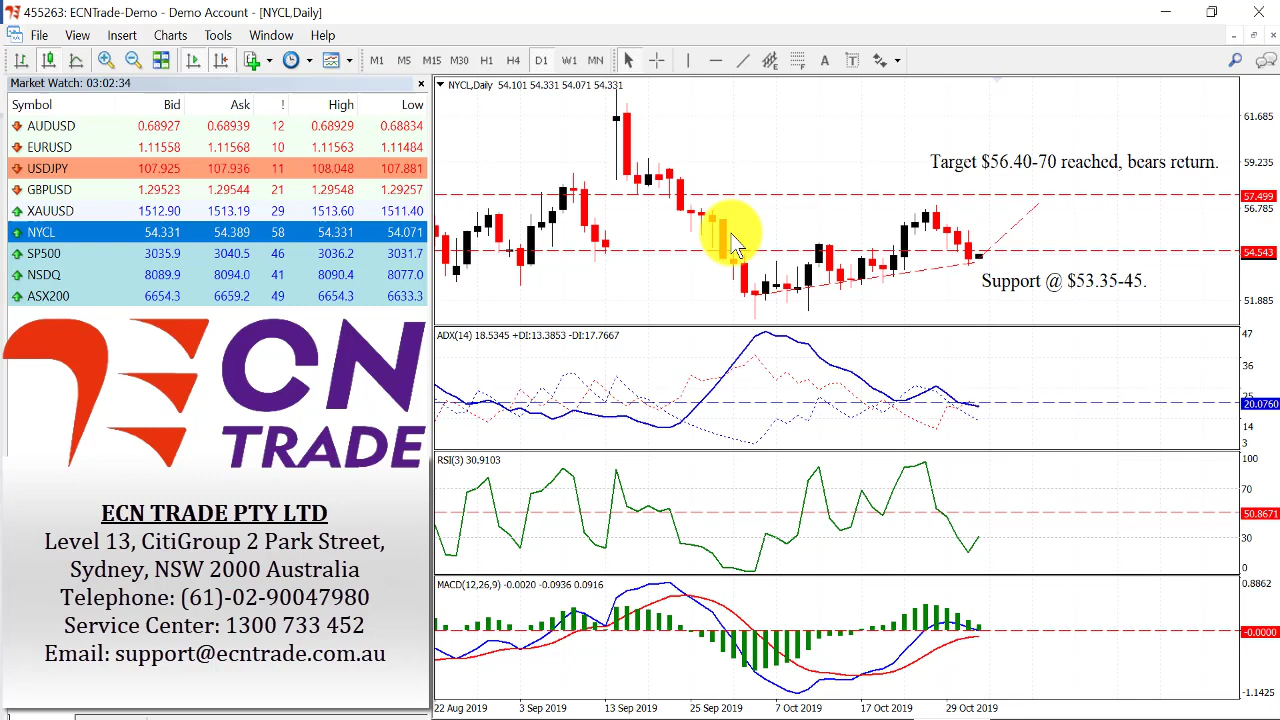 455263: ECNTrade-Demo - Demo Account - [NYCL,Daily]
File View Insert Charts Tools Window Help
M1 M5 M15 M30 H1 H4 D1 W1 MN
Market Watch: 03:02:34
Symbol Bid Ask ! High Low
AUDUSD 0.68927 0.68939 12 0.68929 0.68834
EURUSD 1.11558 1.11568 10 1.11563 1.11484
USDJPY 107.925 107.936 11 108.048 107.881
GBPUSD 1.29523 1.29544 21 1.29549 1.29257
XAUUSD 1512.90 1513.19 29 1513.60 1511.40
NYCL 54.331 54.389 58 54.331 54.071
SP500 3035.9 3040.5 46 3036.4 3031.7
NSDQ 8089.9 8094.0 41 8090.4 8077.0
ASX200 6654.3 6659.2 49 6654.3 6633.3
ECN
TRADE
ECN TRADE PTY LTD
Level 13, CitiGroup 2 Park Street,
Sydney, NSW 2000 Australia
Telephone: (61)-02-90047980
Service Center: 1300 733 452
Email: support@ecntrade.com.au
NYCL,Daily 54.101 54.331 54.071 54.331
Target $56.40-70 reached, bears return.
Support @ $53.35-45.
61.685
59.235
57.499
56.785
54.543
51.885
ADX(14) 18.5345 +DI:13.3853 -DI:17.7667
47
36
25
20.0760
14
3
RSI(3) 30.9103
100
70
50.8671
30
0
MACD(12,26,9) -0.0020 -0.0936 0.0916
0.8862
-0.0000
-1.1425
22 Aug 2019 3 Sep 2019 13 Sep 2019 25 Sep 2019 7 Oct 2019 17 Oct 2019 29 Oct 2019